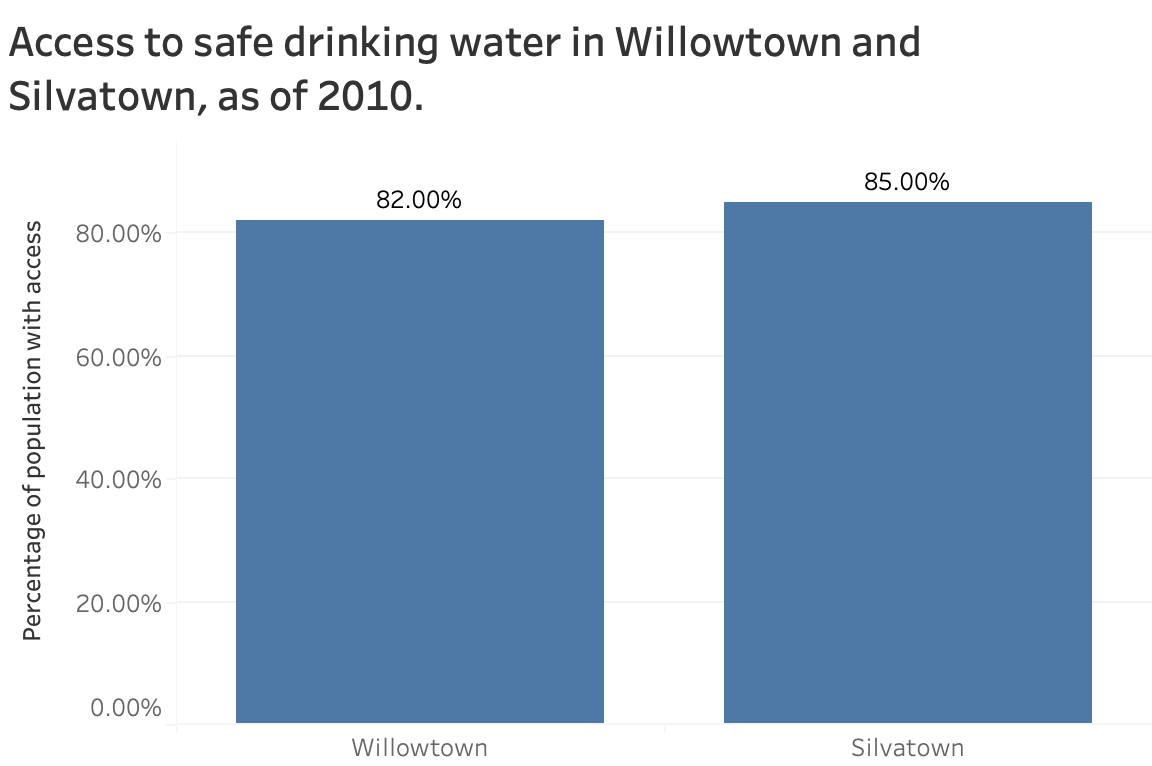 Access to safe drinking water in Willowtown and
Silvatown, as of 2010.
Percentage of population with access
80.00%
60.00%
40.00%
20.00%
0.00%
82.00%
85.00%
Willowtown
Silvatown